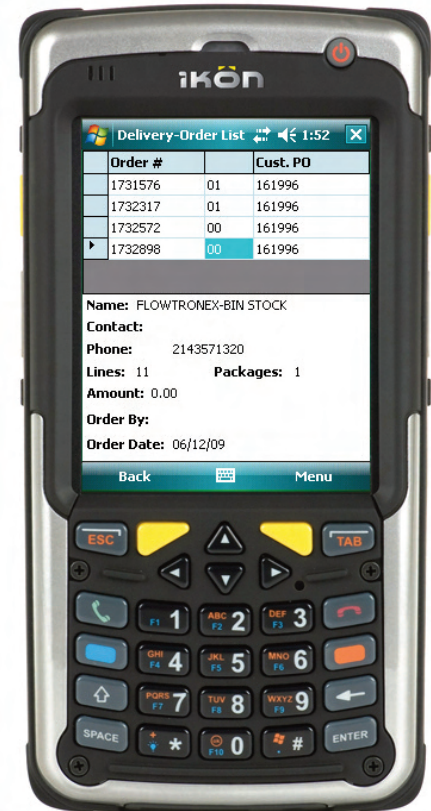 ikôn
Delivery-Order List 1:52 X
Order # Cust. PO
1731576 01 161996
1732317 01 161996
1732572 00 161996
1732898 00 161996
Name: FLOWTRONEX-BIN STOCK
Contact:
Phone: 2143571320
Lines: 11 Packages: 1
Amount: 0.00
Order By:
Order Date: 06/12/09
Back Menu
ESC TAB
F1 1 ABC F2 2 DEF F3 3
GHI F4 4 JKL F5 5 MNO F6 6
PQRS F7 7 TUV F8 8 WXYZ F9 9
SPACE + * F10 0 . # ENTER